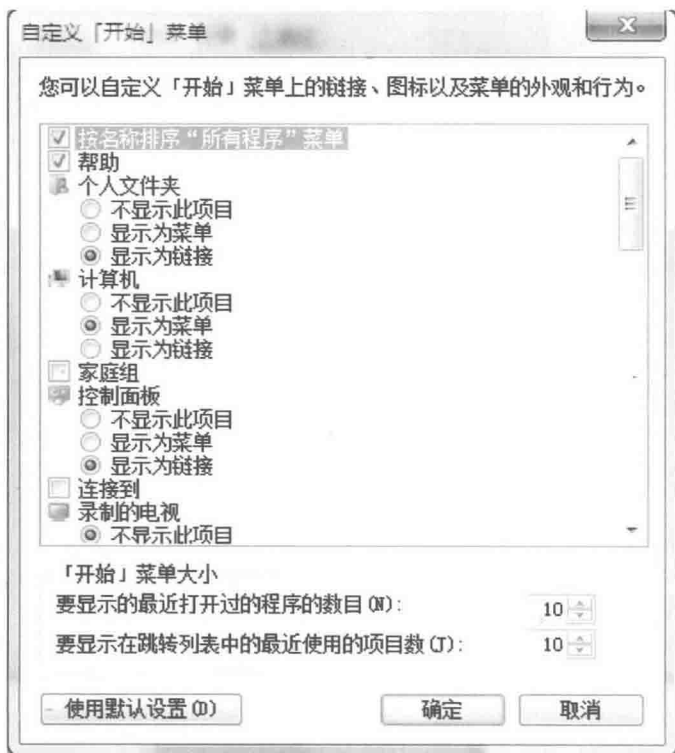 自定义「开始」菜单
您可以自定义「开始」菜单上的链接、图标以及菜单的外观和行为。
按名称排序“所有程序”菜单
帮助
个人文件夹
不显示此项目
显示为菜单
显示为链接
计算机
不显示此项目
显示为菜单
显示为链接
家庭组
控制面板
不显示此项目
显示为菜单
显示为链接
连接到
录制的电视
不显示此项目
「开始」菜单大小
要显示的最近打开过的程序的数目(N): 10
要显示在跳转列表中的最近使用的项目数(J): 10
使用默认设置(D) 确定 取消